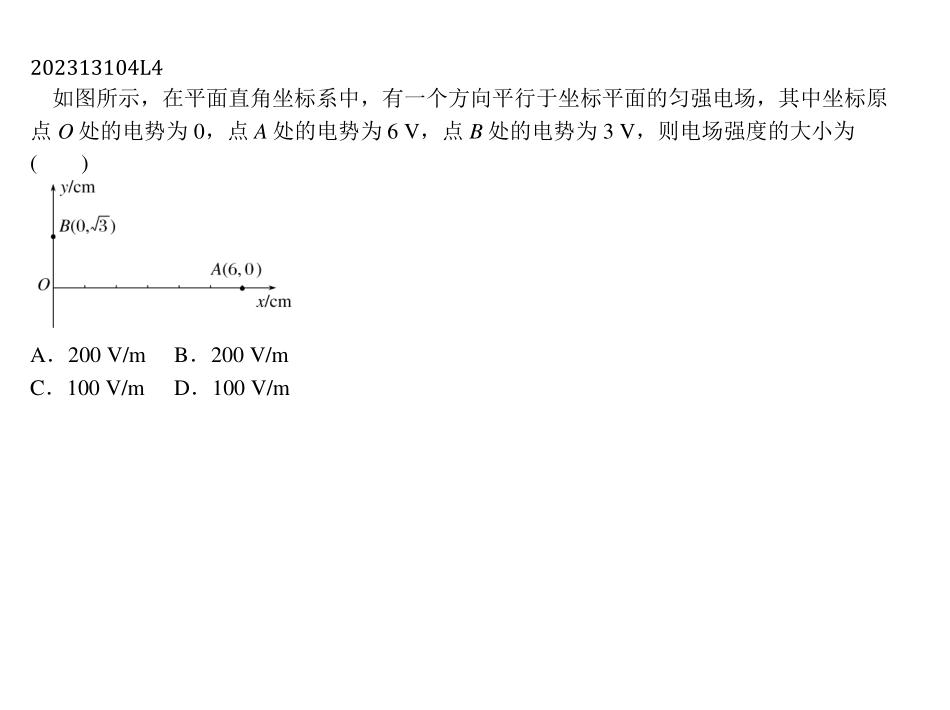 202313104L4
如图所示，在平面直角坐标系中，有一个方向平行于坐标平面的匀强电场，其中坐标原
点 O 处的电势为 0，点 A 处的电势为 6 V，点 B 处的电势为 3 V，则电场强度的大小为
(　　)
y/cm
B(0,√3)
A(6,0)
O
x/cm
A．200 V/m　B．200 V/m
C．100 V/m　D．100 V/m